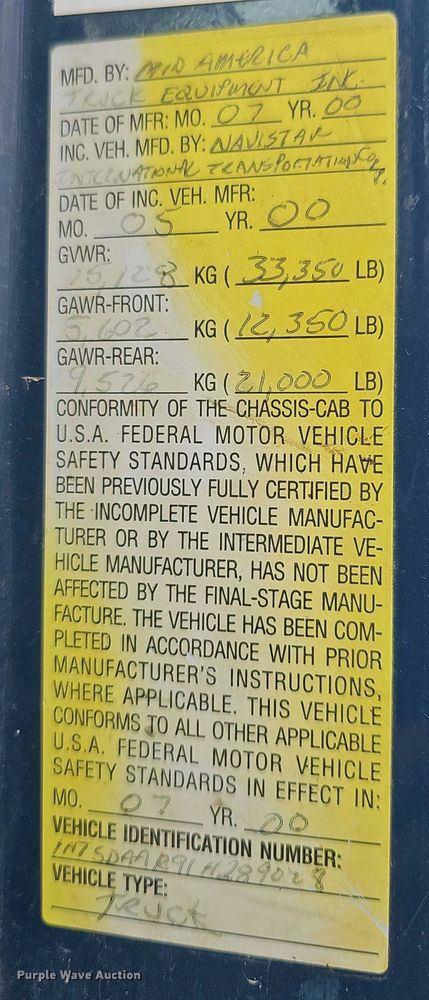 MFD. BY: MID AMERICA
TRUCK EQUIPMENT INC.
DATE OF MFR: MO. 07 YR. 00
INC. VEH. MFD. BY: NAVISTAR
INTERNATIONAL TRANSPORTATION
DATE OF INC. VEH. MFR:
MO. 05 YR. 00
GVWR:
15,128 KG ( 33,350 LB)
GAWR-FRONT:
5,602 KG ( 12,350 LB)
GAWR-REAR:
9,526 KG ( 21,000 LB)
CONFORMITY OF THE CHASSIS-CAB TO
U.S.A. FEDERAL MOTOR VEHICLE
SAFETY STANDARDS, WHICH HAVE
BEEN PREVIOUSLY FULLY CERTIFIED BY
THE INCOMPLETE VEHICLE MANUFAC-
TURER OR BY THE INTERMEDIATE VE-
HICLE MANUFACTURER, HAS NOT BEEN
AFFECTED BY THE FINAL-STAGE MANU-
FACTURE. THE VEHICLE HAS BEEN COM-
PLETED IN ACCORDANCE WITH PRIOR
MANUFACTURER'S INSTRUCTIONS,
WHERE APPLICABLE. THIS VEHICLE
CONFORMS TO ALL OTHER APPLICABLE
U.S.A. FEDERAL MOTOR VEHICLE
SAFETY STANDARDS IN EFFECT IN:
MO. 07 YR. 00
VEHICLE IDENTIFICATION NUMBER:
1HTSDAAR91H289028
VEHICLE TYPE:
TRUCK
Purple Wave Auction